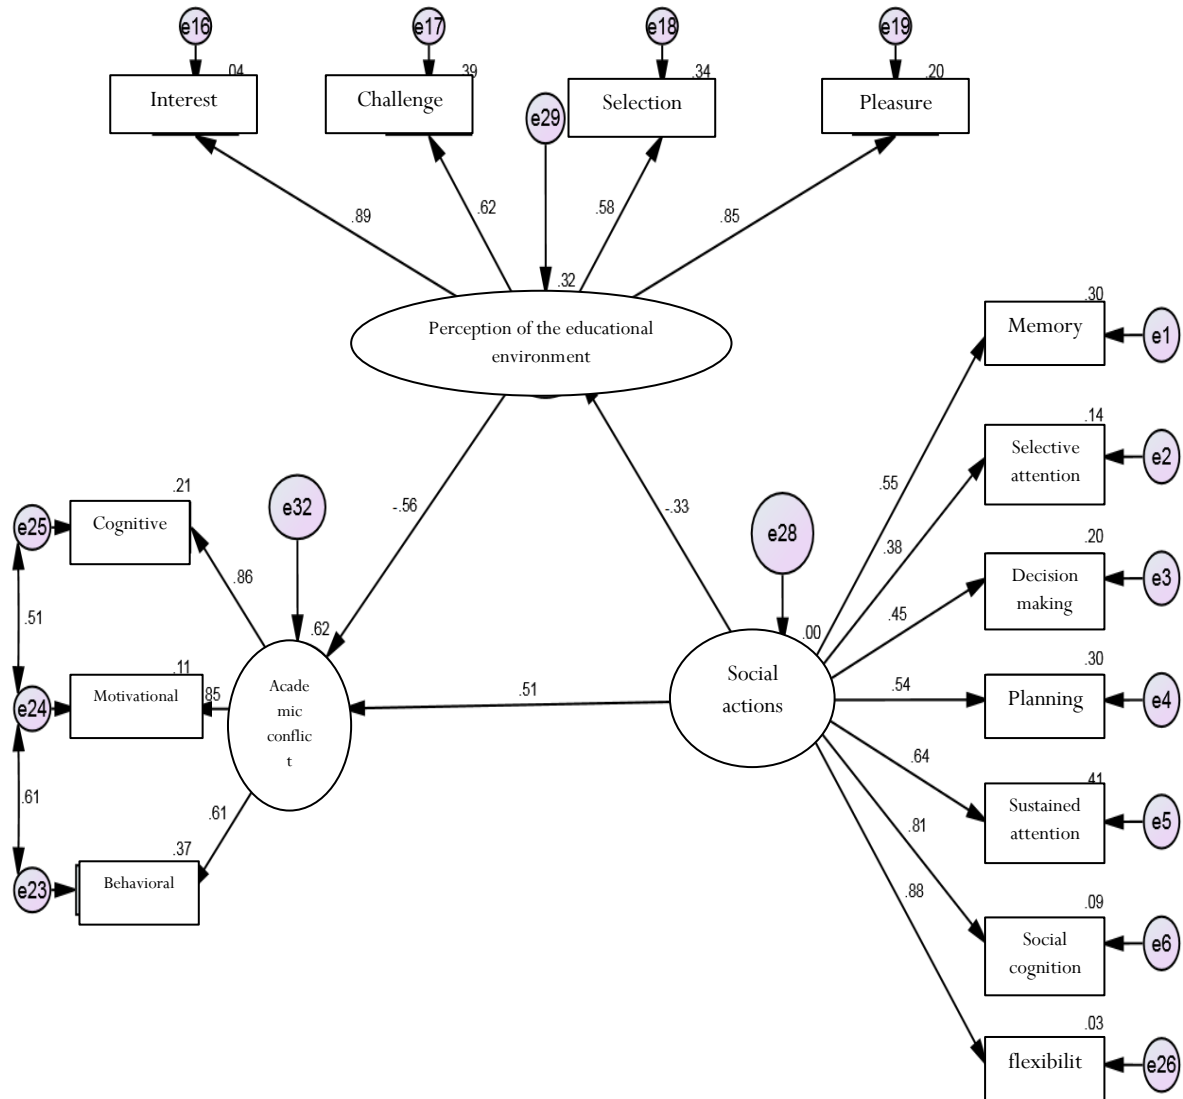 e16
e17
e18
e19
.04
.39
.34
.20
Interest
Challenge
Selection
Pleasure
e29
.89
.62
.58
.85
.32
Perception of the educational
environment
.30
Memory
e1
.14
Selective
attention
e2
.55
.38
.20
Decision
making
e3
.45
.30
Planning
e4
.54
.41
Sustained
attention
e5
.64
.81
.88
.09
Social
cognition
e6
.03
flexibilit
e26
-.56
-.33
e32
e28
.21
Cognitive
e25
.86
.51
.62
.00
Social
actions
.11
Motivational
e24
.85
Acade
mic
conflic
t
.51
.61
.61
.37
Behavioral
e23